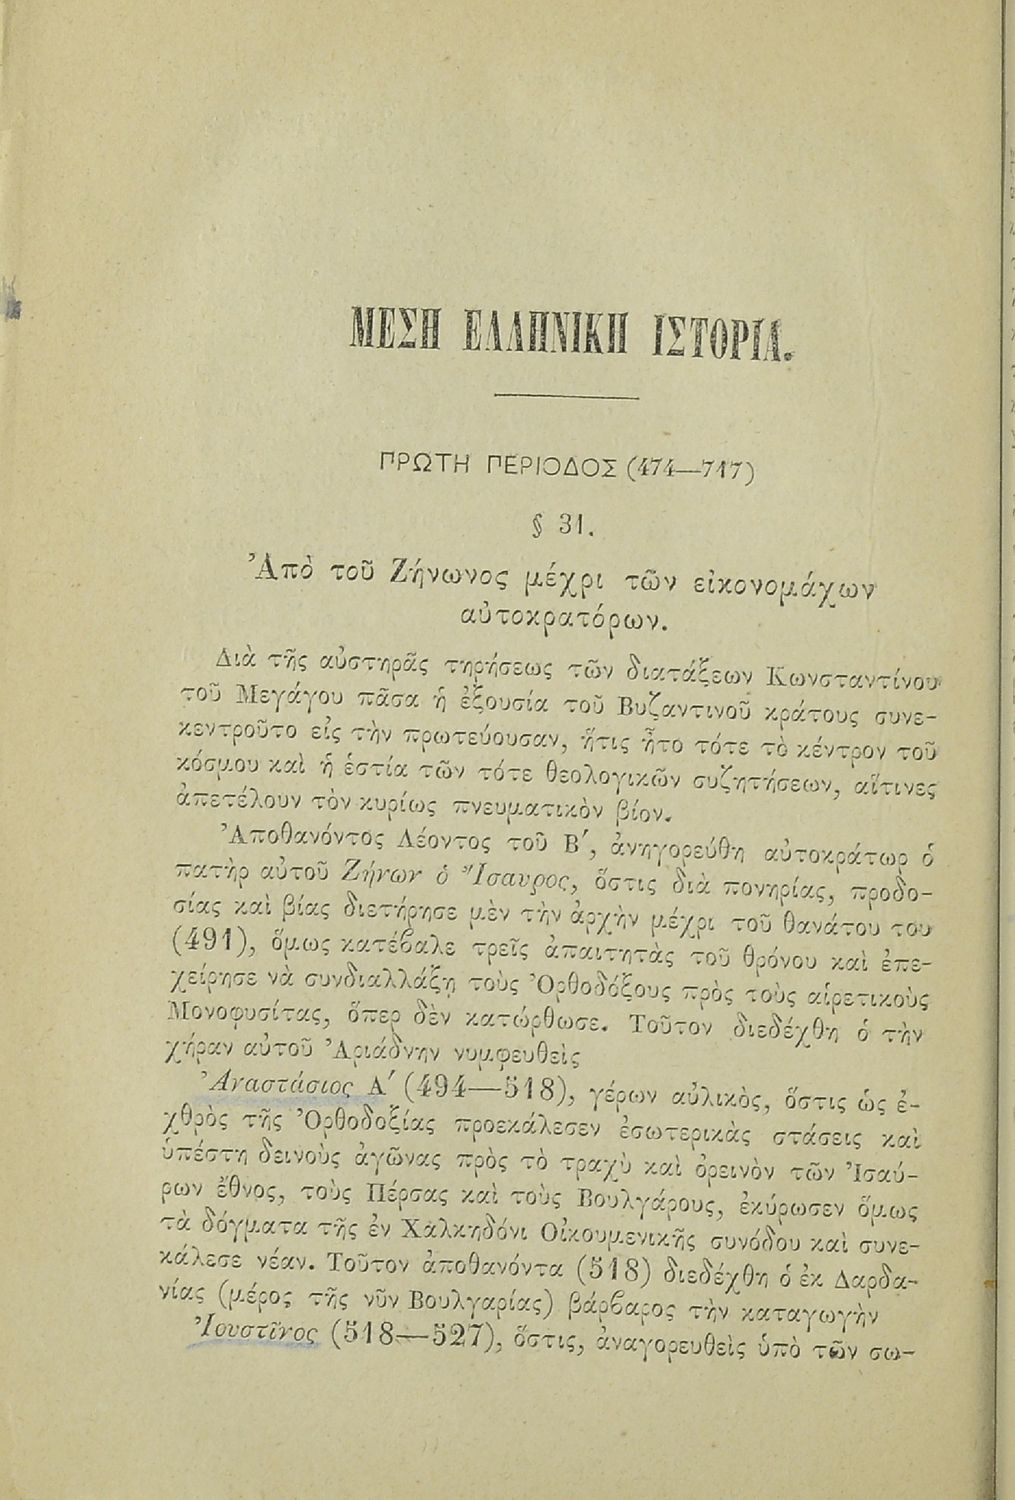 ΜΕΣΗ ΕΛΛΗΝΙΚΗ ΙΣΤΟΡΙΑ.
ΠΡΩΤΗ ΠΕΡΙΟΔΟΣ (474—717)
§ 31.
Ἀπὸ τοῦ Ζήνωνος μέχρι τῶν εἰκονομάχων
αὐτοκρατόρων.
Διὰ τῆς αὐστηρᾶς τηρήσεως τῶν διατάξεων Κωνσταντίνου
τοῦ Μεγάγου πᾶσα ἡ ἐξουσία τοῦ Βυζαντινοῦ κράτους συνε-
κεντροῦτο εἰς τὴν πρωτεύουσαν, ἥτις ἦτο τότε τὸ κέντρον τοῦ
κόσμου καὶ ἡ ἑστία τῶν τότε θεολογικῶν συζητήσεων, αἵτινες
ἀπετέλουν τὸν κυρίως πνευματικὸν βίον.
Ἀποθανόντος Λέοντος τοῦ Β΄, ἀνηγορεύθη αὐτοκράτωρ ὁ
πατὴρ αὐτοῦ Ζήνων ὁ Ἴσαυρος, ὅστις διὰ πονηρίας, προδο-
σίας καὶ βίας διετήρησε μὲν τὴν ἀρχὴν μέχρι τοῦ θανάτου του
(491), ὅμως κατέβαλε τρεῖς ἀπαιτητὰς τοῦ θρόνου καὶ ἐπε-
χείρησε νὰ συνδιαλλάξῃ τοὺς Ὀρθοδόξους πρὸς τοὺς αἱρετικοὺς
Μονοφυσίτας, ὅπερ δὲν κατώρθωσε. Τοῦτον διεδέχθη ὁ τὴν
χήραν αὐτοῦ Ἀριάδνην νυμφευθεὶς
Ἀναστάσιος Α΄ (494—518), γέρων αὐλικὸς, ὅστις ὡς ἐ-
χθρὸς τῆς Ὀρθοδοξίας προεκάλεσεν ἐσωτερικὰς στάσεις καὶ
ὑπέστη δεινοὺς ἀγῶνας πρὸς τὸ τραχὺ καὶ ὀρεινὸν τῶν Ἰσαύ-
ρων ἔθνος, τοὺς Πέρσας καὶ τοὺς Βουλγάρους, ἐκύρωσεν ὅμως
τὰ δόγματα τῆς ἐν Χαλκηδόνι Οἰκουμενικῆς συνόδου καὶ συνε-
κάλεσε νέαν. Τοῦτον ἀποθανόντα (518) διεδέχθη ὁ ἐκ Δαρδα-
νίας (μέρος τῆς νῦν Βουλγαρίας) βάρβαρος τὴν καταγωγὴν
Ἰουστῖνος (518—527), ὅστις, ἀναγορευθεὶς ὑπὸ τῶν σω-